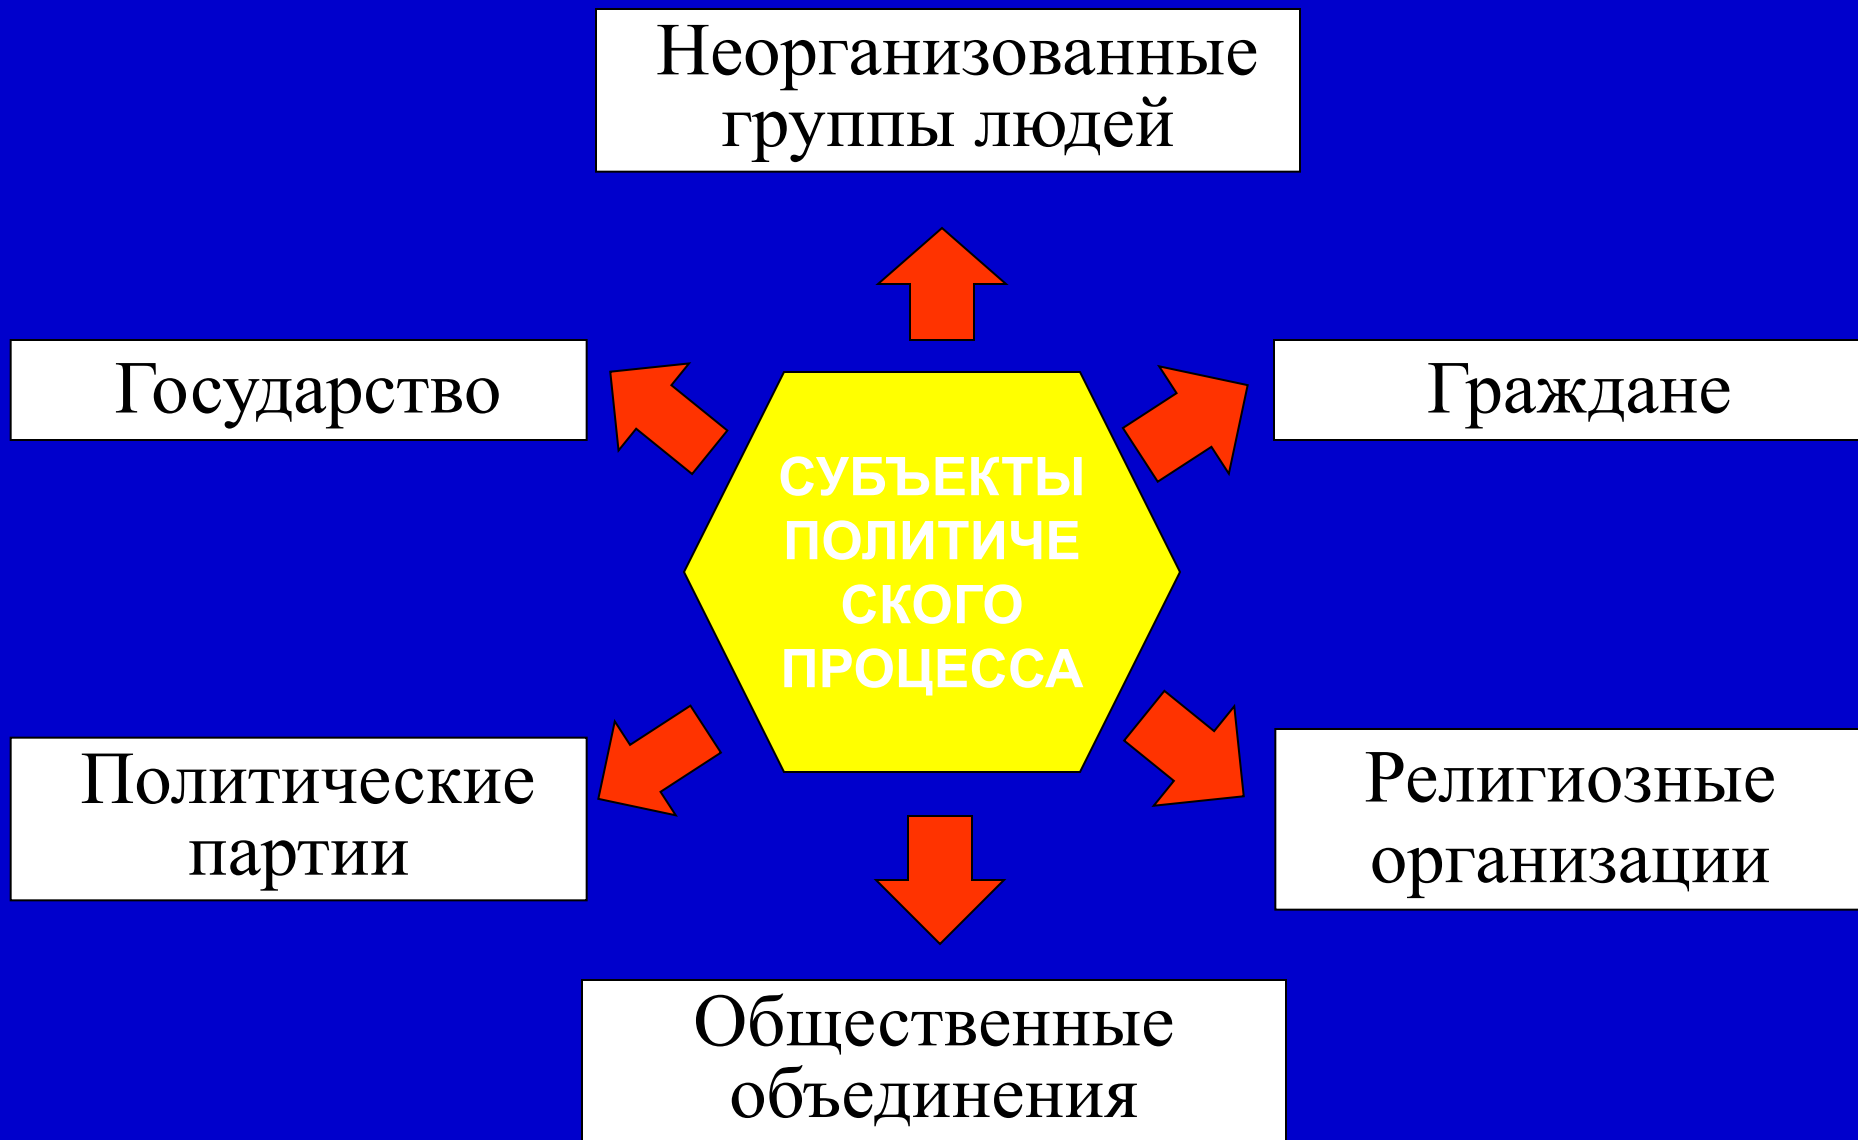 Неорганизованные
группы людей
Государство
Граждане
СУБЪЕКТЫ
ПОЛИТИЧЕ
СКОГО
ПРОЦЕССА
Политические
партии
Религиозные
организации
Общественные
объединения